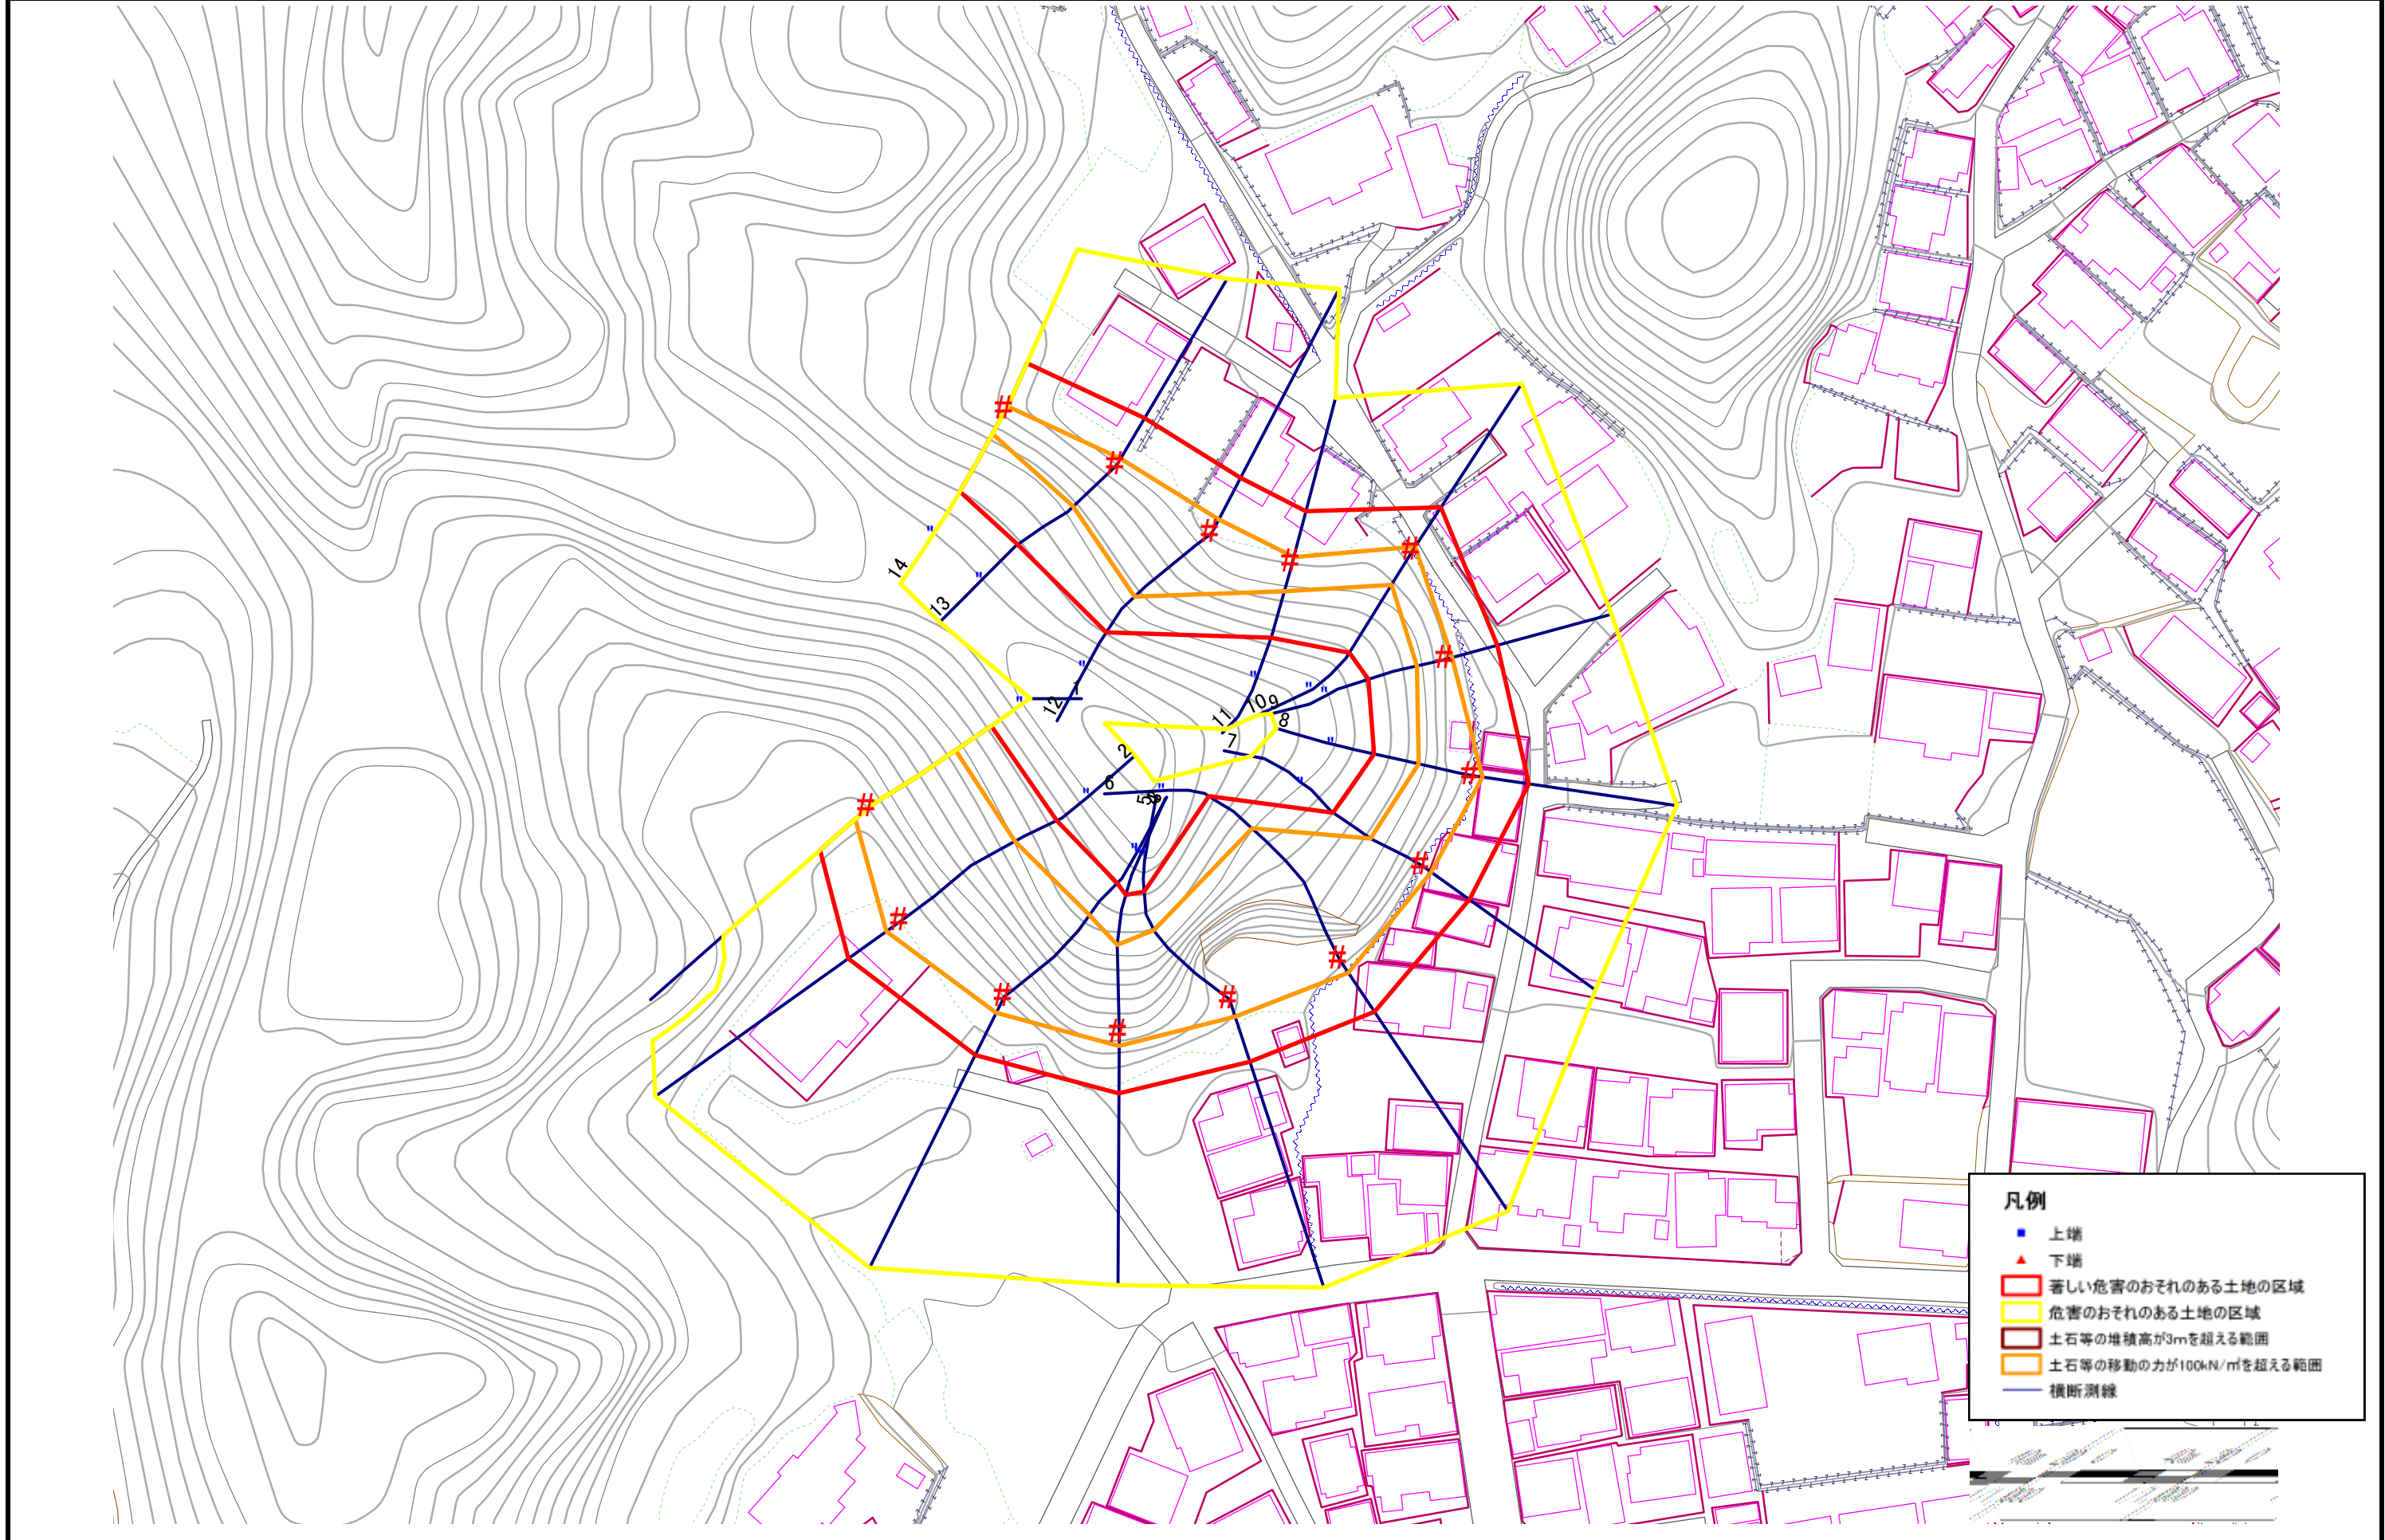 14
13
12
1
10
9
11
8
7
2
6
5
凡例
上端
下端
著しい危害のおそれのある土地の区域
危害のおそれのある土地の区域
土石等の堆積高が3mを超える範囲
土石等の移動の力が100kN/㎡を超える範囲
横断測線